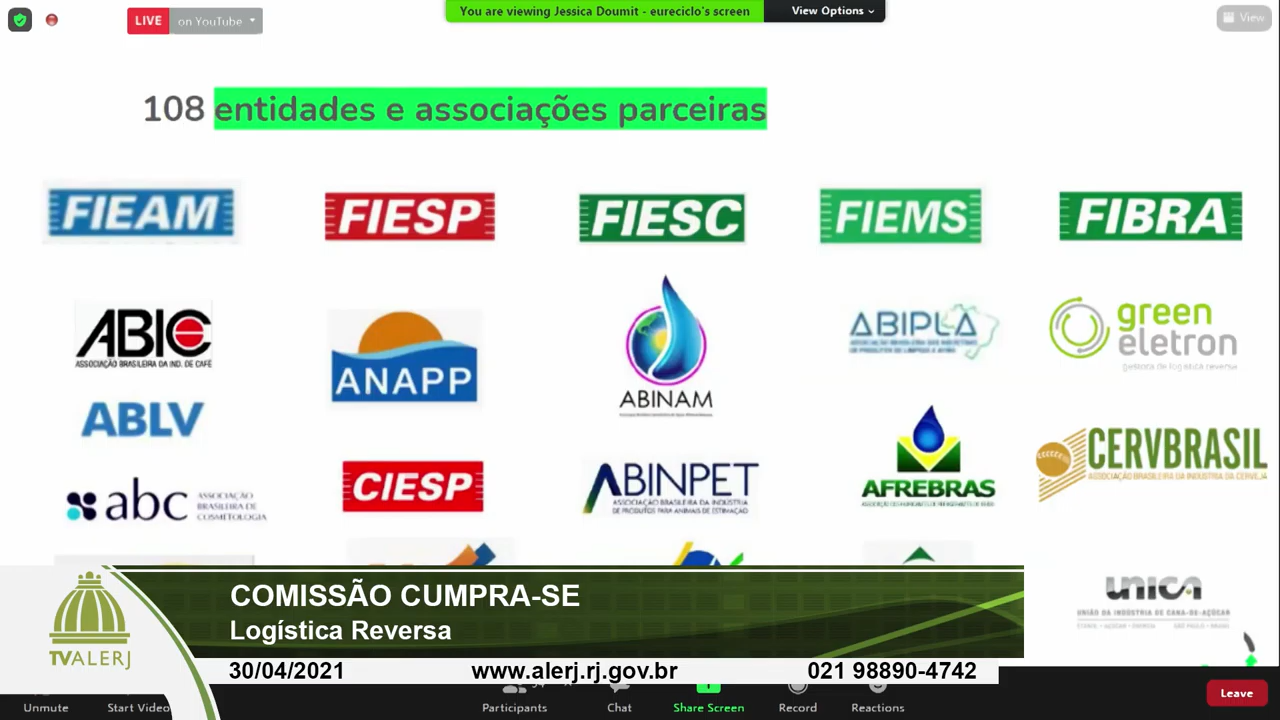 LIVE on YouTube
You are viewing Jessica Doumit - eureciclo's screen
View Options
View
108 entidades e associações parceiras
FIEAM
FIESP
FIESC
FIEMS
FIBRA
ABIC
ASSOCIAÇÃO BRASILEIRA DA IND. DE CAFÉ
ANAPP
ABINAM
ABIPLA
green
eletron
gestora de logística reversa
ABLV
CIESP
ABINPET
ASSOCIAÇÃO BRASILEIRA DA INDÚSTRIA
DE PRODUTOS PARA ANIMAIS DE ESTIMAÇÃO
AFREBRAS
CERVBRASIL
ASSOCIAÇÃO BRASILEIRA DA INDÚSTRIA DA CERVEJA
abc
ASSOCIAÇÃO
BRASILEIRA DE
COSMETOLOGIA
unica
UNIÃO DA INDÚSTRIA DE CANA-DE-AÇÚCAR
COMISSÃO CUMPRA-SE
Logística Reversa
TVALERJ
30/04/2021
www.alerj.rj.gov.br
021 98890-4742
Unmute
Start Video
Participants
Chat
Share Screen
Record
Reactions
Leave